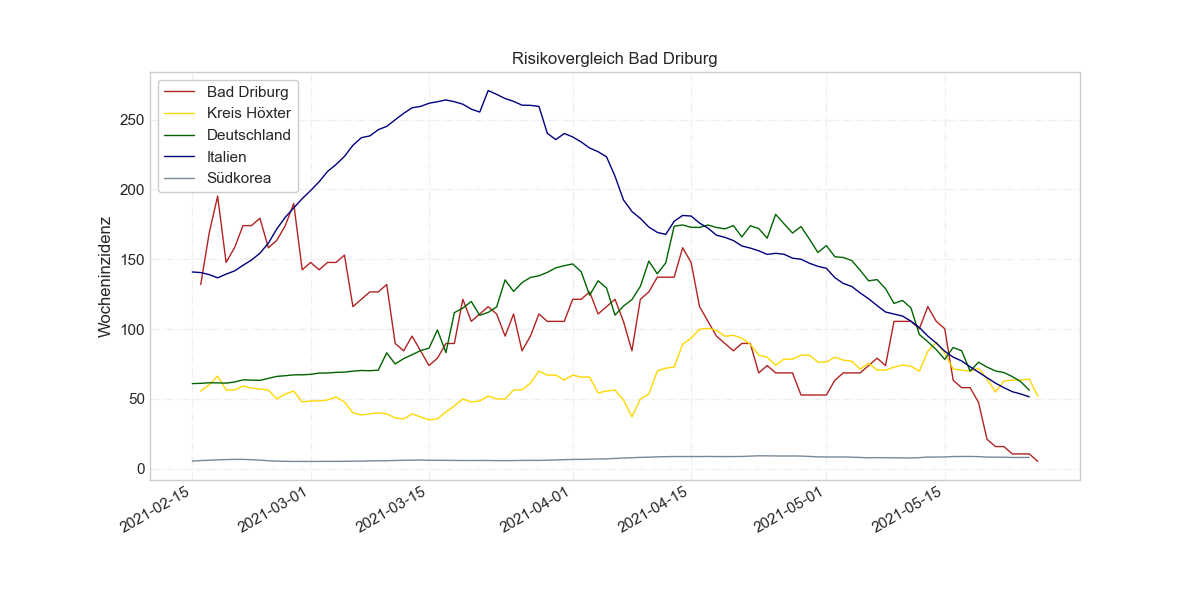 Risikovergleich Bad Driburg
Bad Driburg
Kreis Höxter
Deutschland
Italien
Südkorea
Wocheninzidenz
250
200
150
100
50
0
2021-02-15
2021-03-01
2021-03-15
2021-04-01
2021-04-15
2021-05-01
2021-05-15